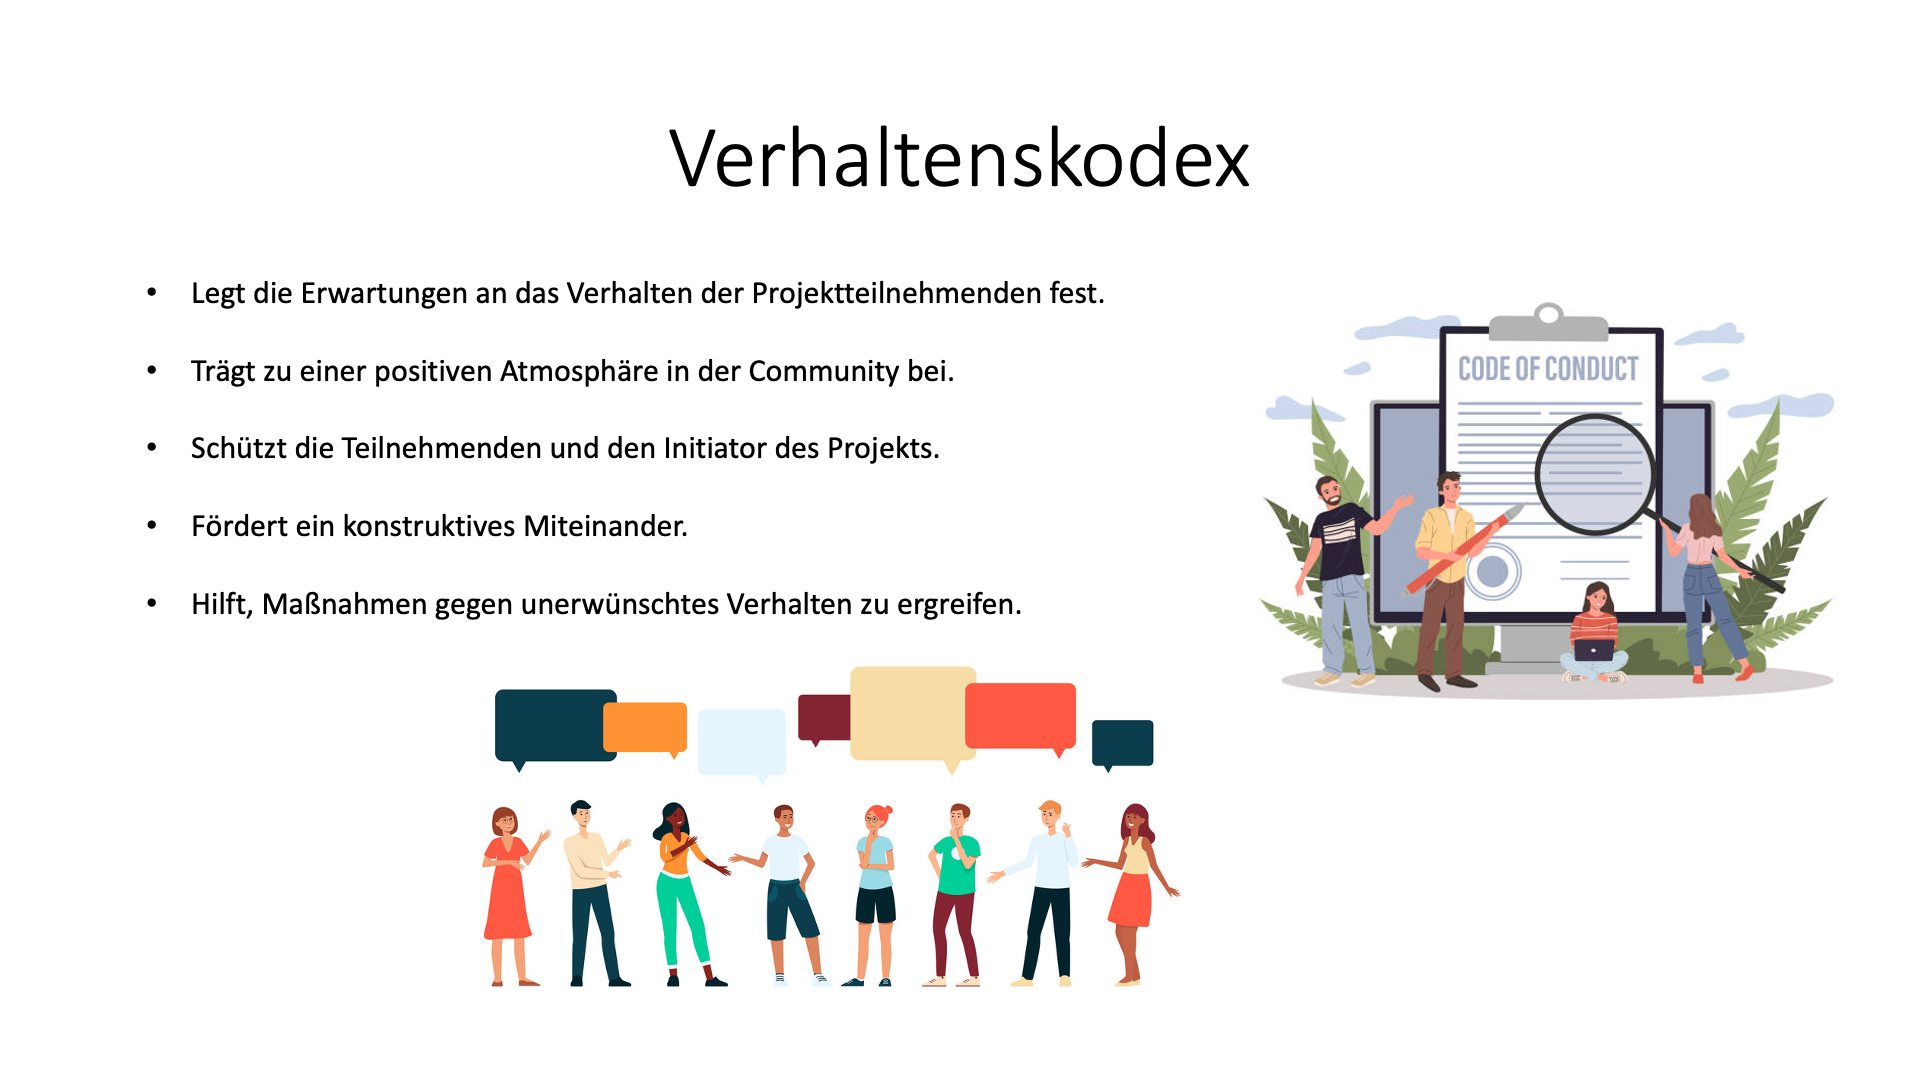 Verhaltenskodex
• Legt die Erwartungen an das Verhalten der Projektteilnehmenden fest.
• Trägt zu einer positiven Atmosphäre in der Community bei.
• Schützt die Teilnehmenden und den Initiator des Projekts.
• Fördert ein konstruktives Miteinander.
• Hilft, Maßnahmen gegen unerwünschtes Verhalten zu ergreifen.
CODE OF CONDUCT